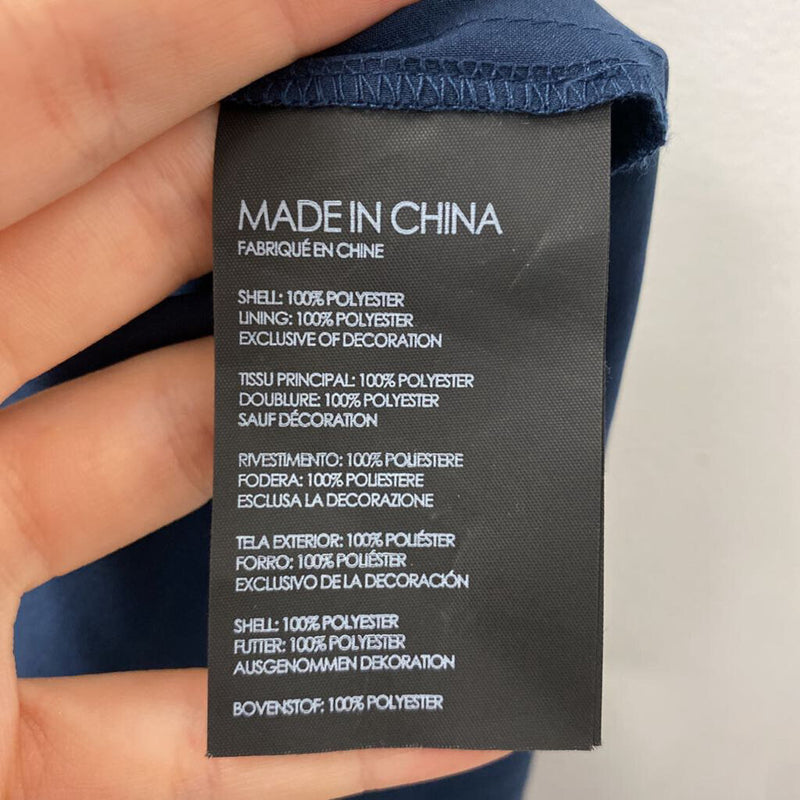 MADE IN CHINA
FABRIQUÉ EN CHINE
SHELL: 100% POLYESTER
LINING: 100% POLYESTER
EXCLUSIVE OF DECORATION
TISSU PRINCIPAL: 100% POLYESTER
DOUBLURE: 100% POLYESTER
SAUF DÉCORATION
RIVESTIMENTO: 100% POLIESTERE
FODERA: 100% POLIESTERE
ESCLUSA LA DECORAZIONE
TELA EXTERIOR: 100% POLIÉSTER
FORRO: 100% POLIÉSTER
EXCLUSIVO DE LA DECORACIÓN
SHELL: 100% POLYESTER
FUTTER: 100% POLYESTER
AUSGENOMMEN DEKORATION
BOVENSTOF: 100% POLYESTER